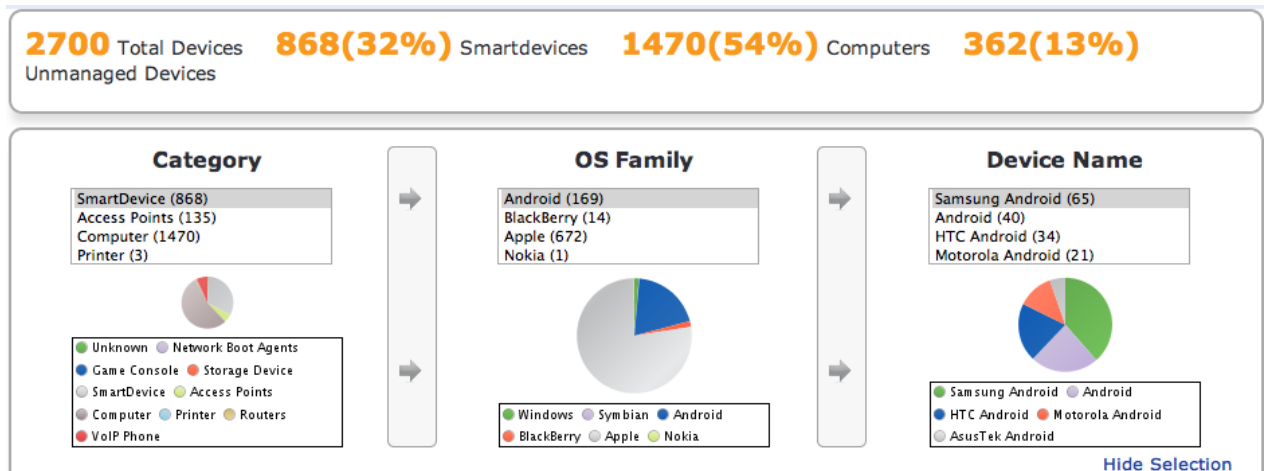 2700 Total Devices 868(32%) Smartdevices 1470(54%) Computers 362(13%)
Unmanaged Devices
Category
SmartDevice (868)
Access Points (135)
Computer (1470)
Printer (3)
Unknown Network Boot Agents
Game Console Storage Device
SmartDevice Access Points
Computer Printer Routers
VoIP Phone
OS Family
Android (169)
BlackBerry (14)
Apple (672)
Nokia (1)
Windows Symbian Android
BlackBerry Apple Nokia
Device Name
Samsung Android (65)
Android (40)
HTC Android (34)
Motorola Android (21)
Samsung Android Android
HTC Android Motorola Android
AsusTek Android
Hide Selection